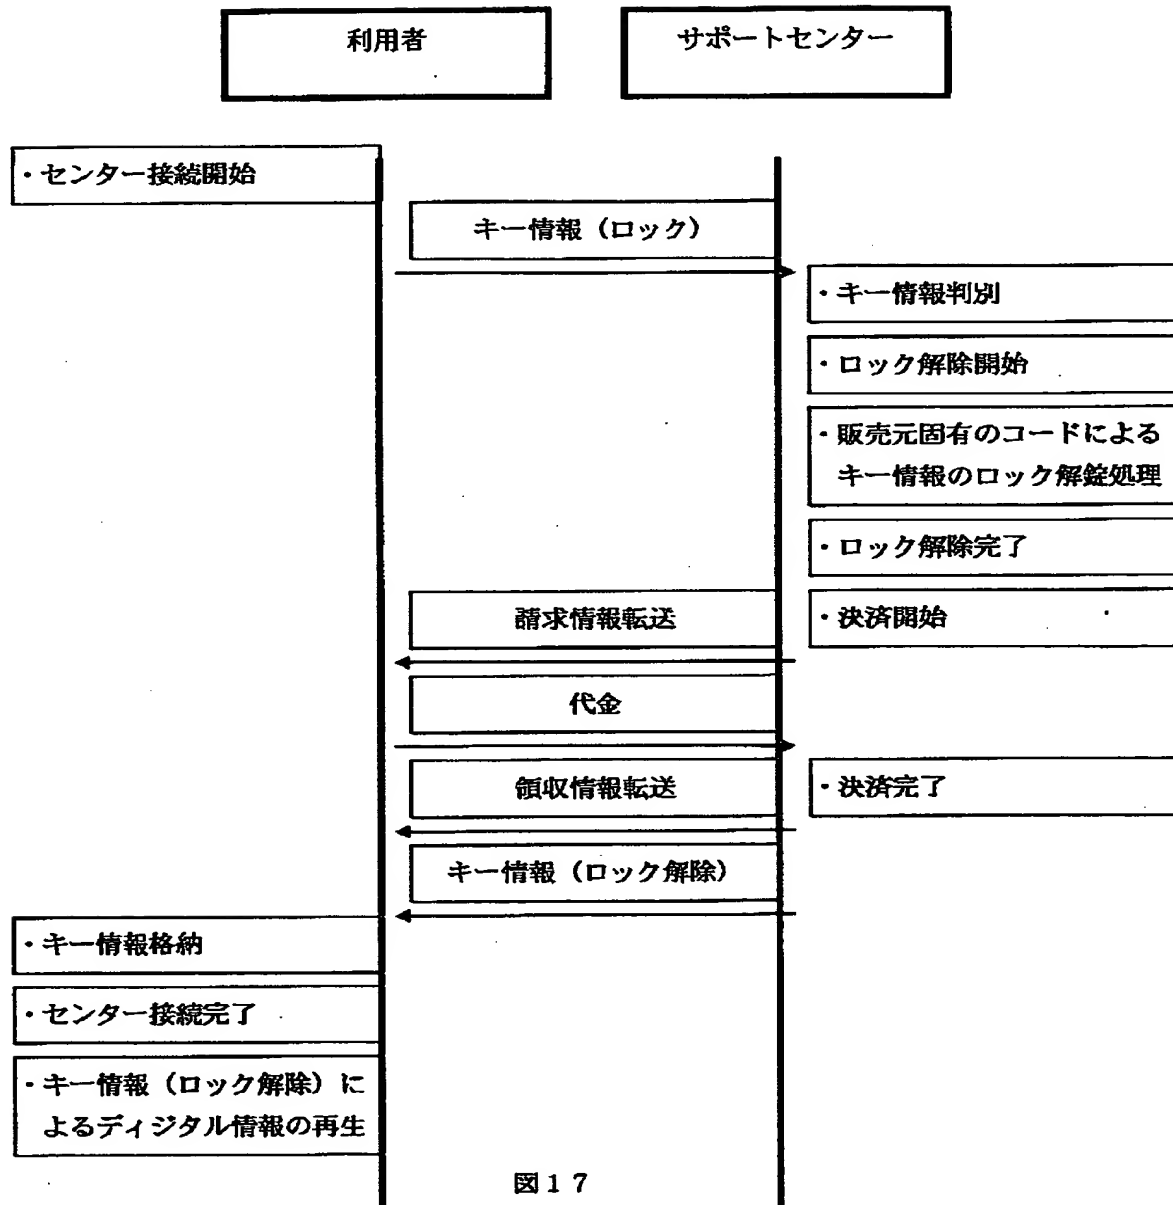 利用者
サポートセンター
・センター接続開始
キー情報（ロック）
・キー情報判別
・ロック解除開始
・販売元固有のコードによる
キー情報のロック解錠処理
・ロック解除完了
請求情報転送
・決済開始
代金
領収情報転送
・決済完了
キー情報（ロック解除）
・キー情報格納
・センター接続完了
・キー情報（ロック解除）に
よるディジタル情報の再生
図１７